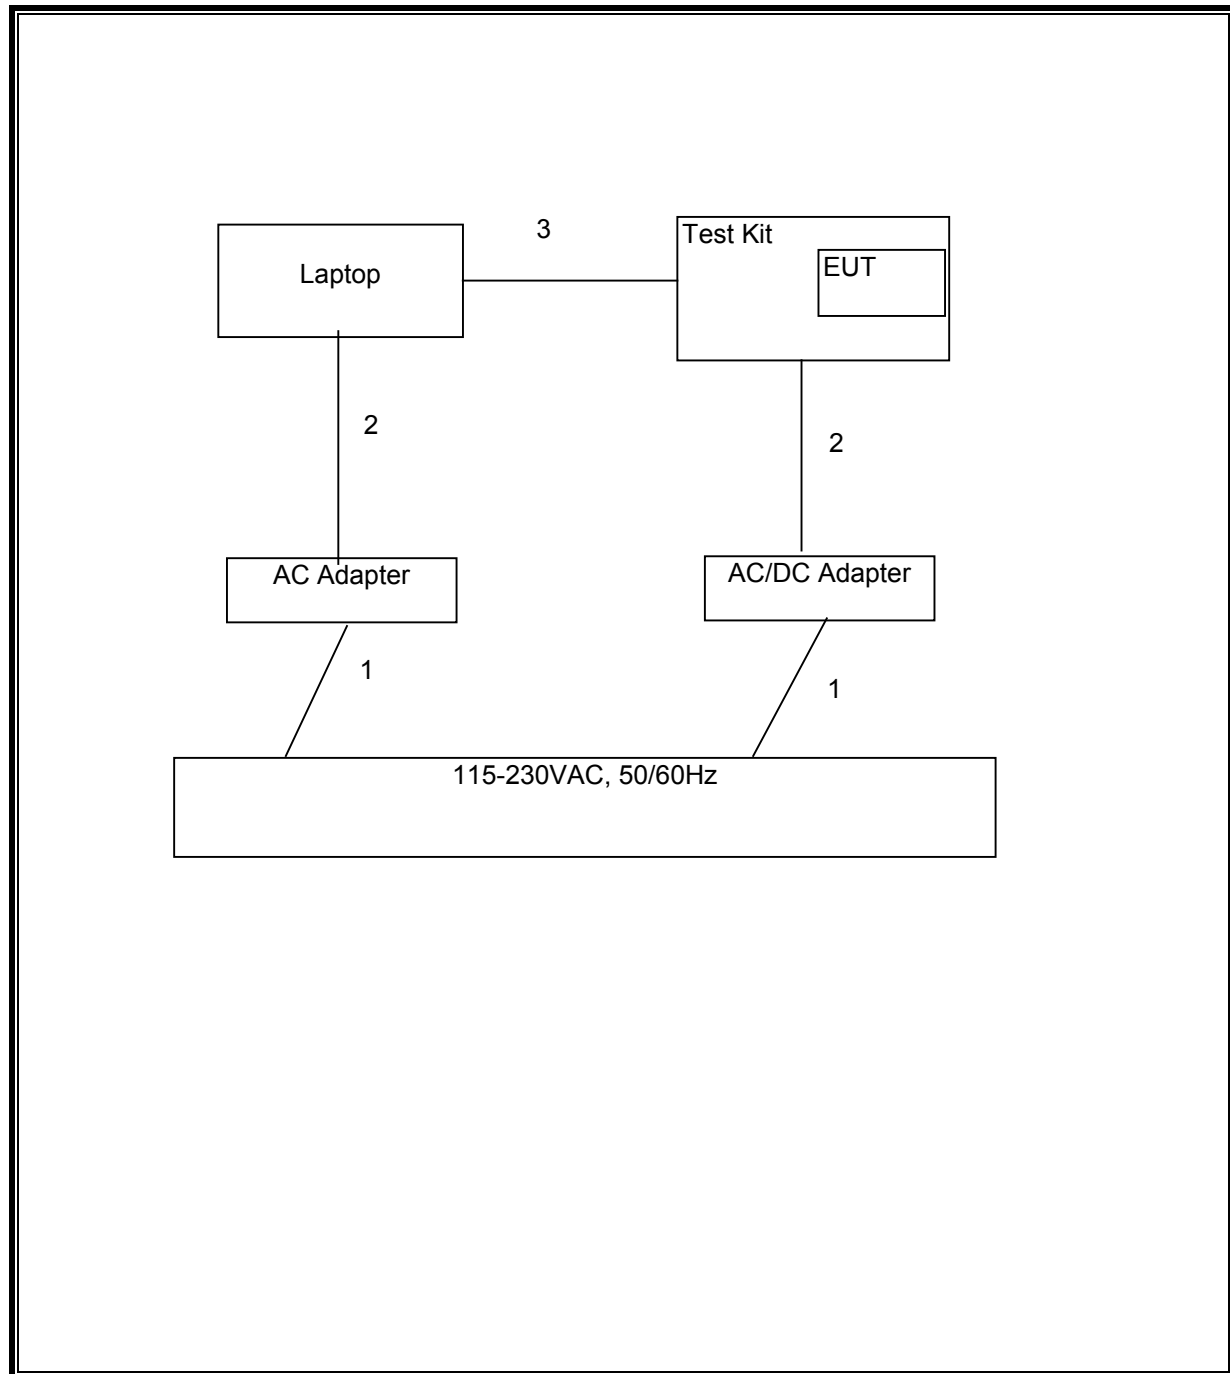 3
Test Kit
EUT
Laptop
2
2
AC Adapter
AC/DC Adapter
1
1
115-230VAC, 50/60Hz